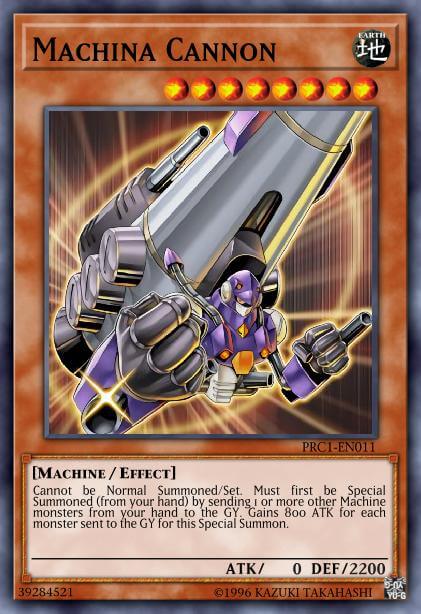 MACHINA CANNON
EARTH
地
PRC1-EN011
[MACHINE / EFFECT]
Cannot be Normal Summoned/Set. Must first be Special
Summoned (from your hand) by sending 1 or more other Machine
monsters from your hand to the GY. Gains 800 ATK for each
monster sent to the GY for this Special Summon.
ATK/ 0 DEF/2200
39284521
©1996 KAZUKI TAKAHASHI